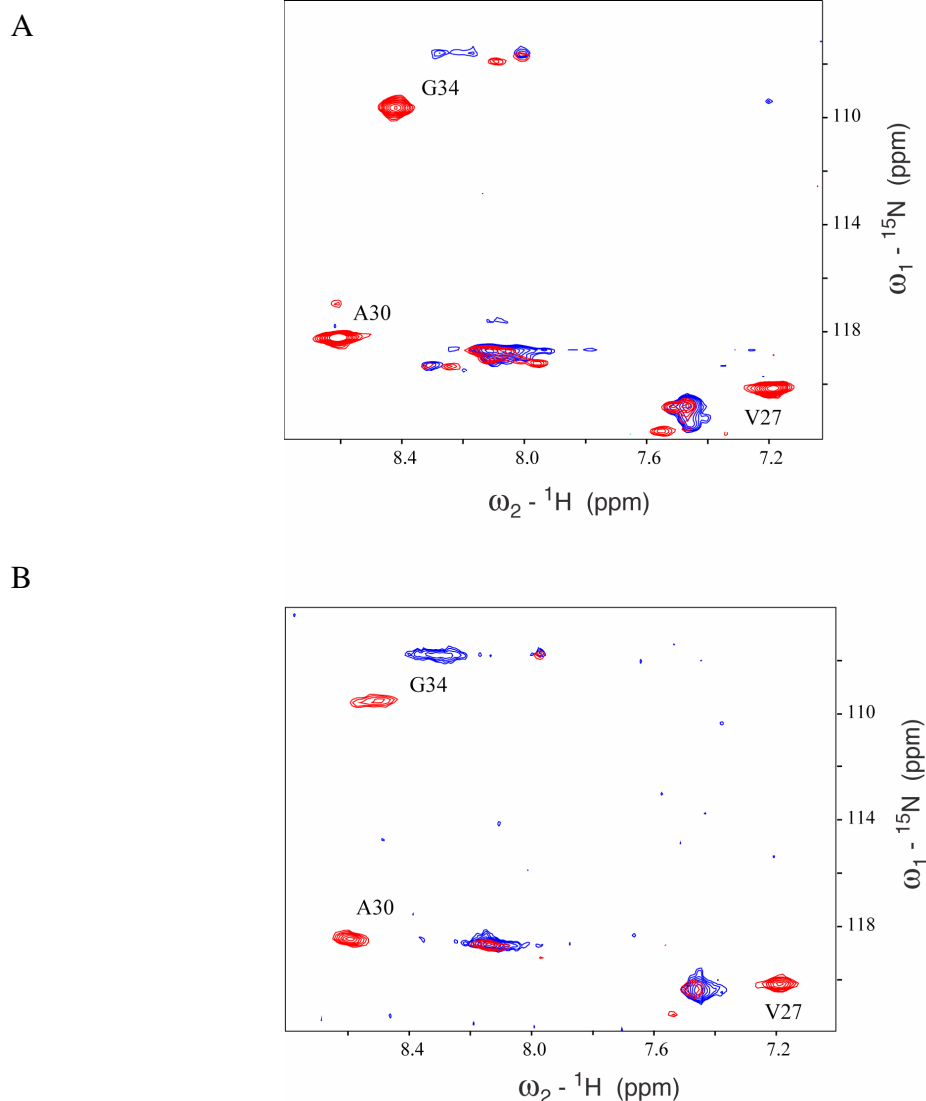 A
G34
110
114
A30
118
V27
8.4 8.0 7.6 7.2
ω2 - 1H (ppm)
ω1 - 15N (ppm)
B
G34
110
114
A30
118
V27
8.4 8.0 7.6 7.2
ω2 - 1H (ppm)
ω1 - 15N (ppm)